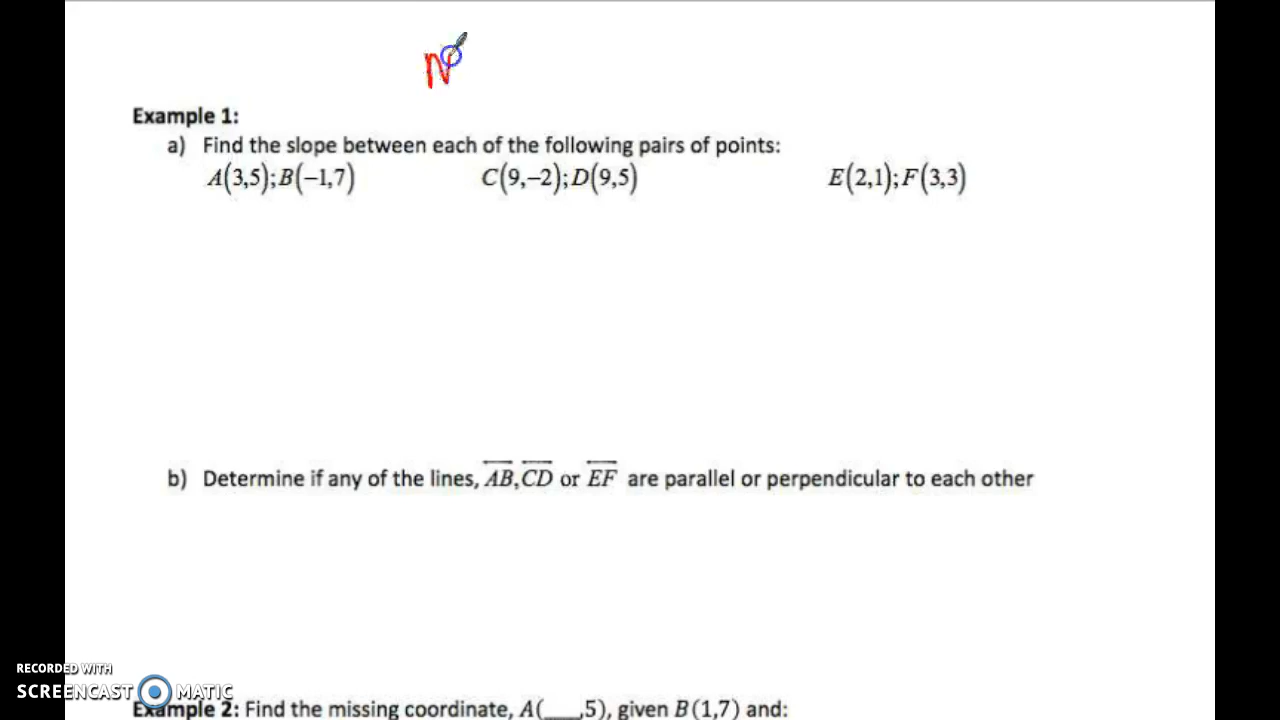 Example 1:
a) Find the slope between each of the following pairs of points:
A(3,5);B(−1,7) C(9,−2);D(9,5) E(2,1);F(3,3)
b) Determine if any of the lines, AB,CD or EF are parallel or perpendicular to each other
RECORDED WITH
SCREENCAST MATIC
Example 2: Find the missing coordinate, A(___,5), given B(1,7) and: